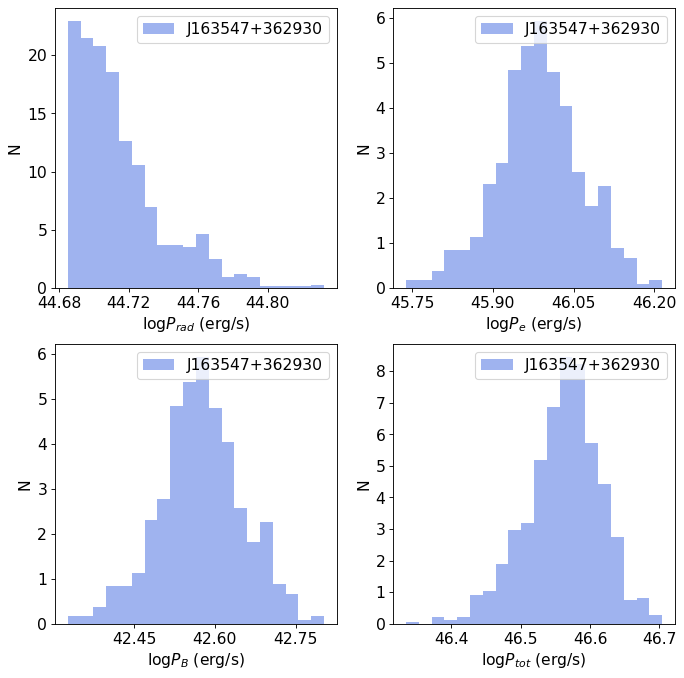 J163547+362930
N
20
15
10
5
0
44.68 44.72 44.76 44.80
logP_rad (erg/s)
J163547+362930
N
6
5
4
3
2
1
0
45.75 45.90 46.05 46.20
logP_e (erg/s)
J163547+362930
N
6
5
4
3
2
1
0
42.45 42.60 42.75
logP_B (erg/s)
J163547+362930
N
8
7
6
5
4
3
2
1
0
46.4 46.5 46.6 46.7
logP_tot (erg/s)